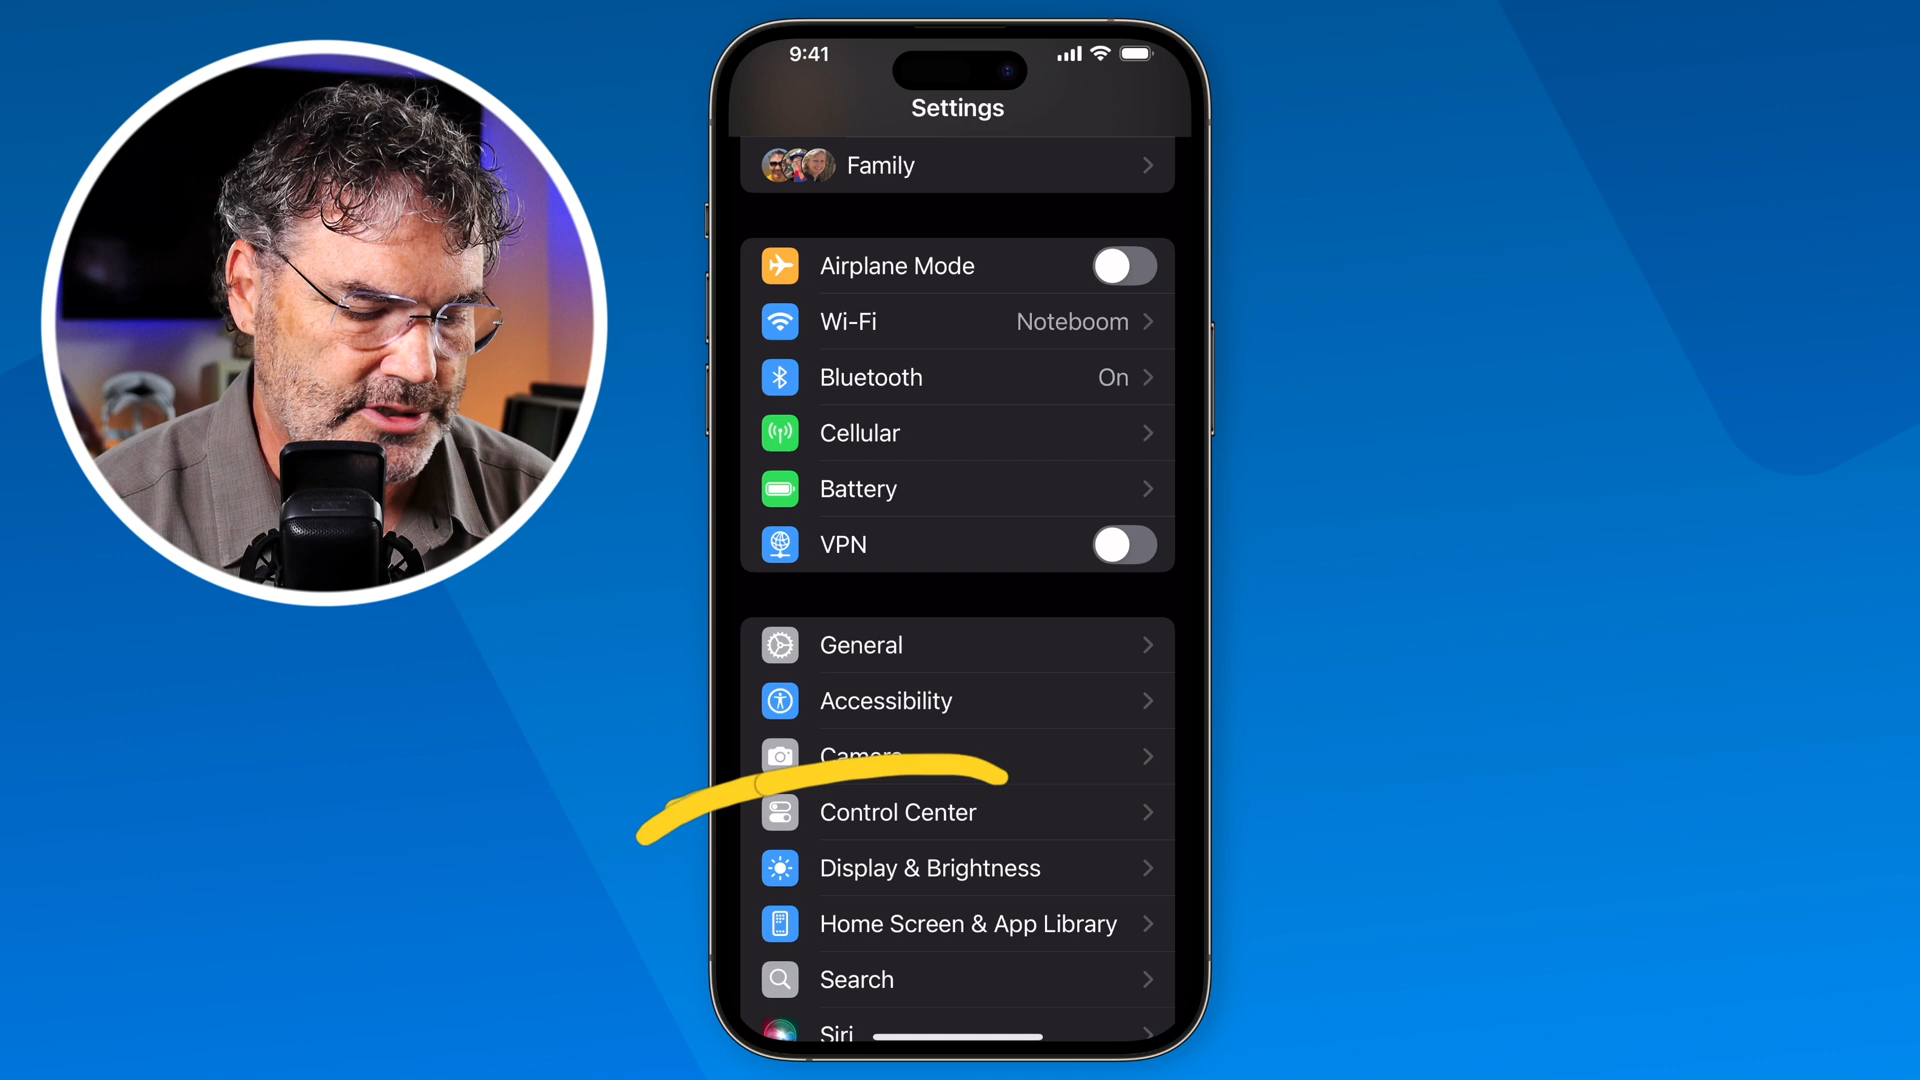 9:41
Settings
Family
Airplane Mode
Wi-Fi Noteboom
Bluetooth On
Cellular
Battery
VPN
General
Accessibility
Camera
Control Center
Display & Brightness
Home Screen & App Library
Search
Siri